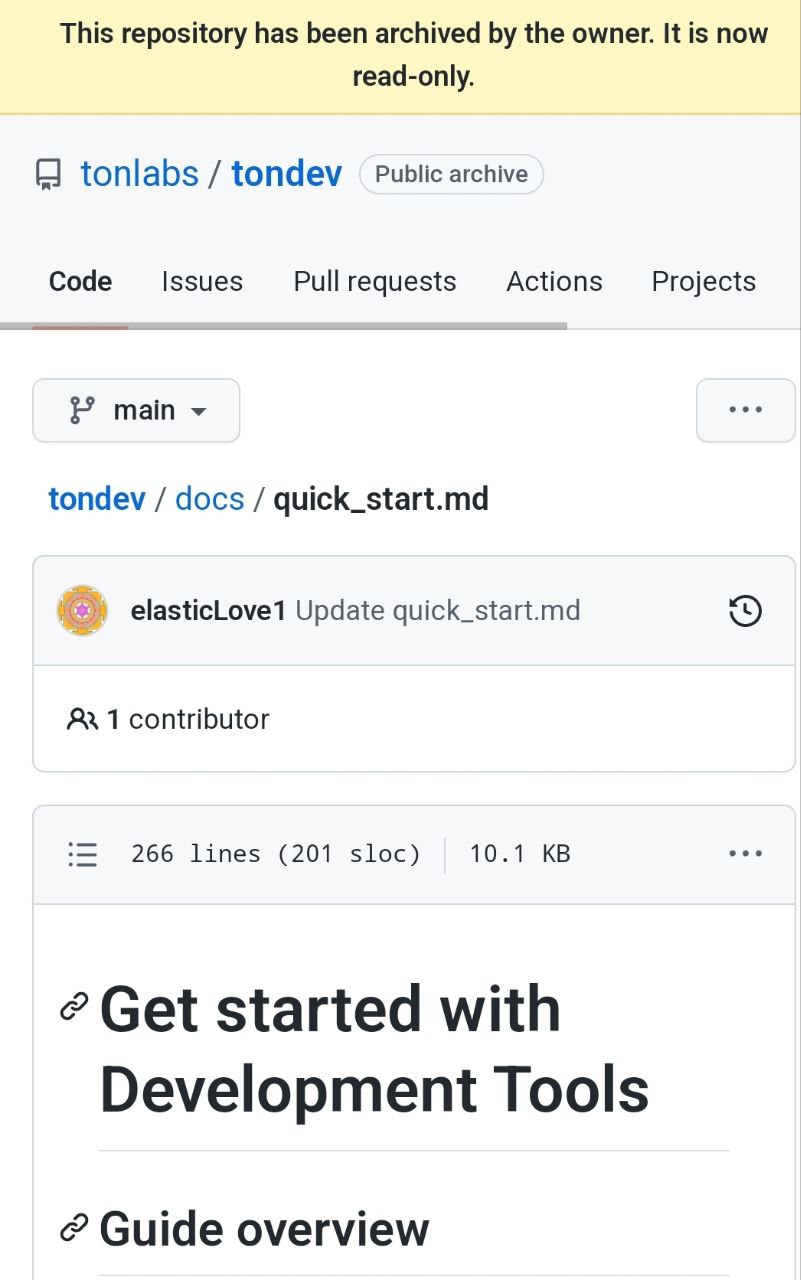 This repository has been archived by the owner. It is now
read-only.
tonlabs / tondev Public archive
Code Issues Pull requests Actions Projects
main
tondev / docs / quick_start.md
elasticLove1 Update quick_start.md
1 contributor
266 lines (201 sloc) 10.1 KB
Get started with
Development Tools
Guide overview